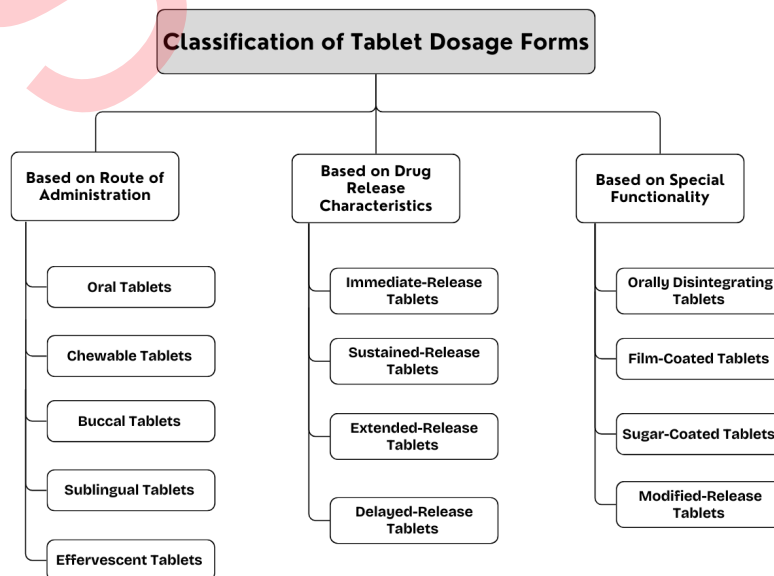 Classification of Tablet Dosage Forms
Based on Route of
Administration
Oral Tablets
Chewable Tablets
Buccal Tablets
Sublingual Tablets
Effervescent Tablets
Based on Drug
Release
Characteristics
Immediate-Release
Tablets
Sustained-Release
Tablets
Extended-Release
Tablets
Delayed-Release
Tablets
Based on Special
Functionality
Orally Disintegrating
Tablets
Film-Coated Tablets
Sugar-Coated Tablets
Modified-Release
Tablets